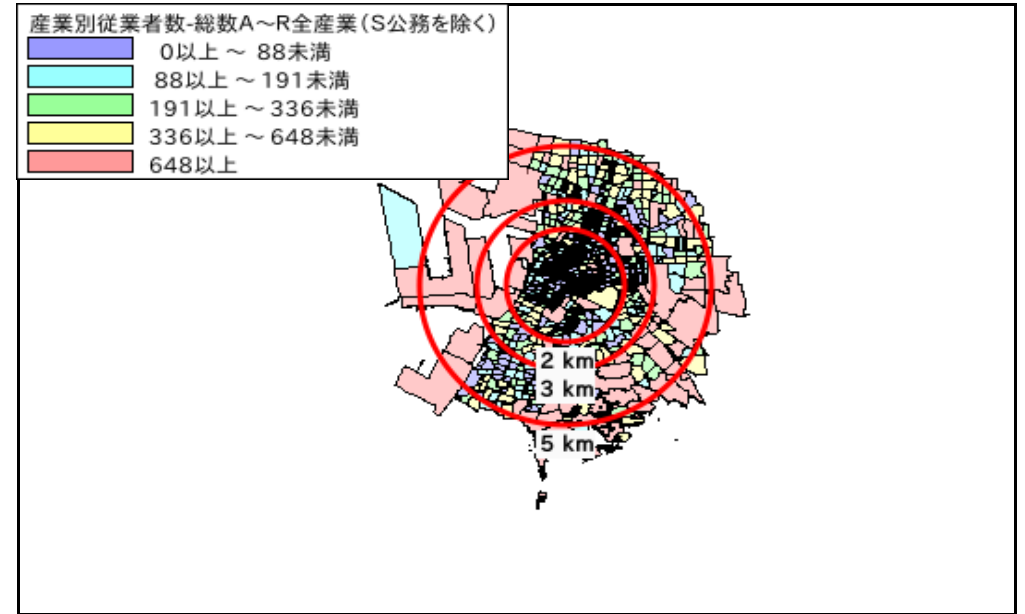 産業別従業者数-総数A～R全産業(S公務を除く)
0以上 ～ 88未満
88以上 ～ 191未満
191以上 ～ 336未満
336以上 ～ 648未満
648以上
2 km
3 km
5 km